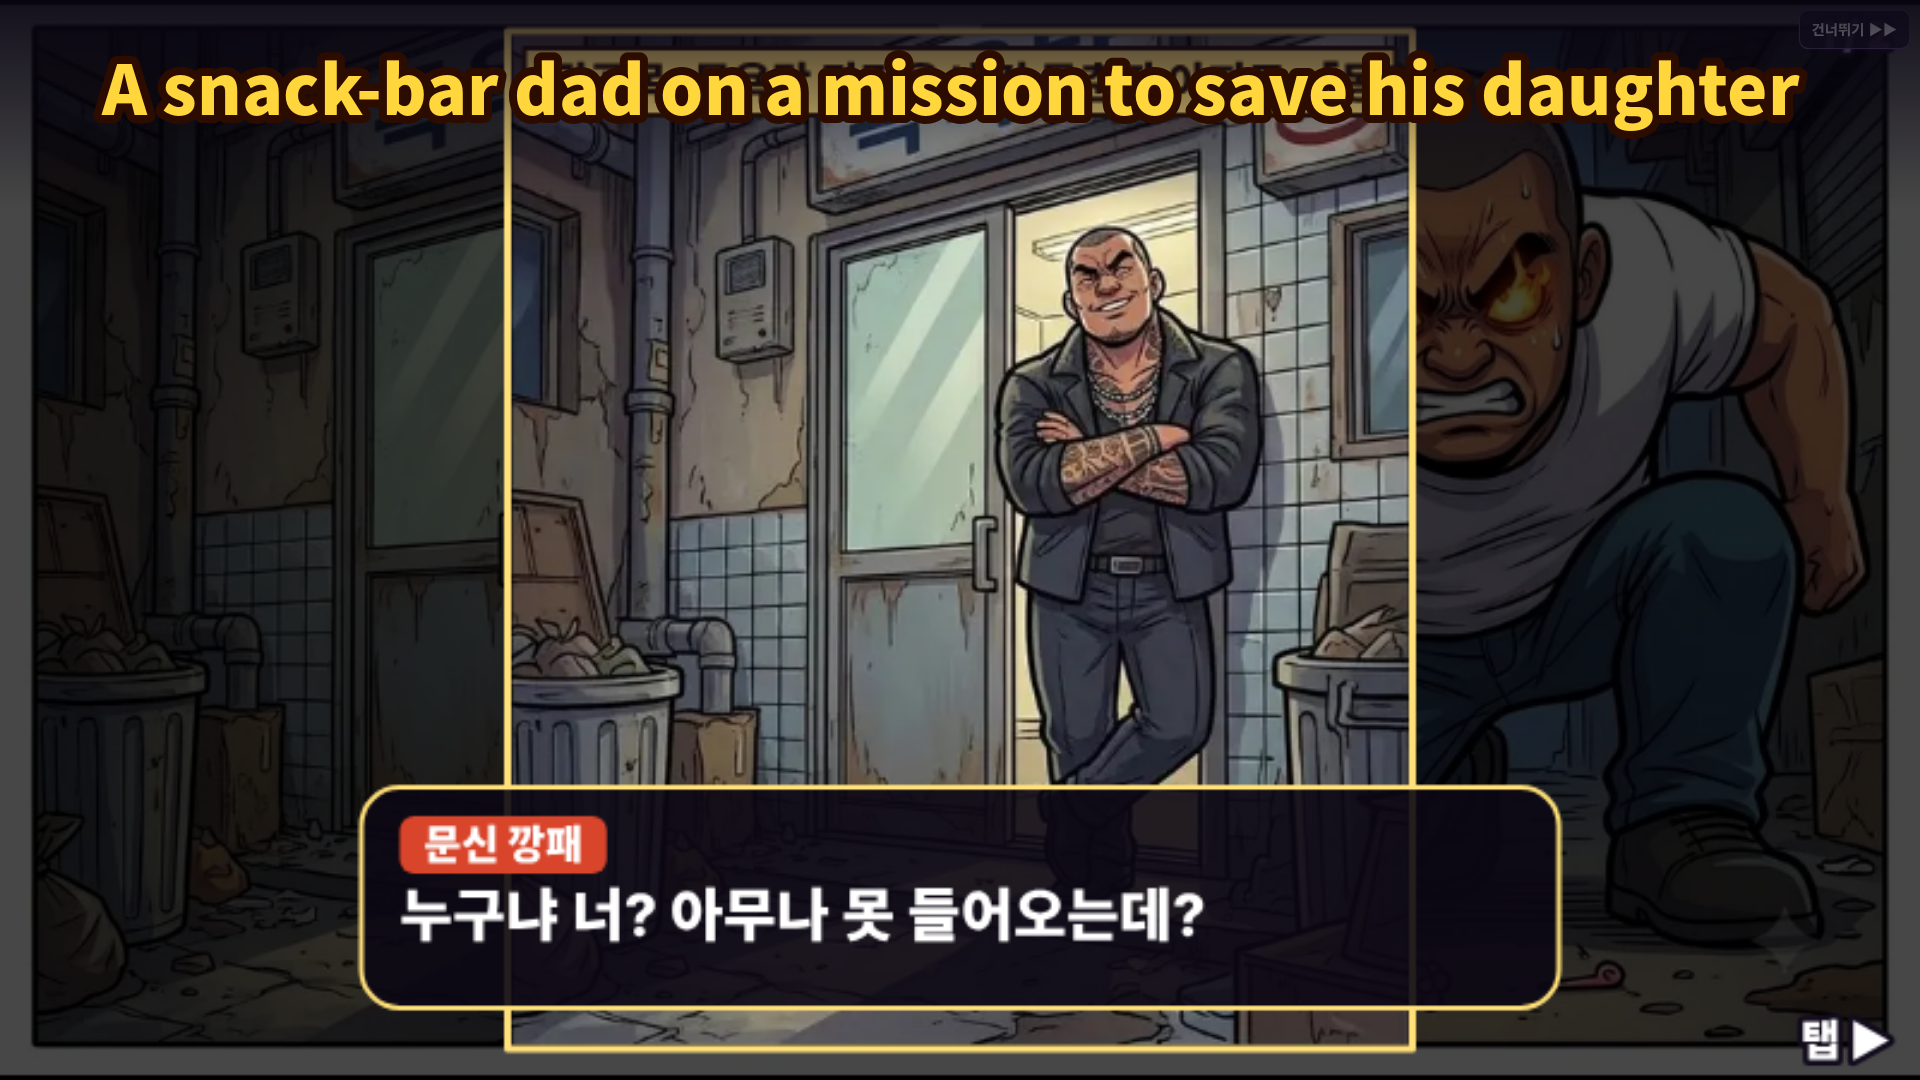 건너뛰기 ▶▶
A snack-bar dad on a mission to save his daughter
문신 깡패
누구냐 너? 아무나 못 들어오는데?
탭 ▶